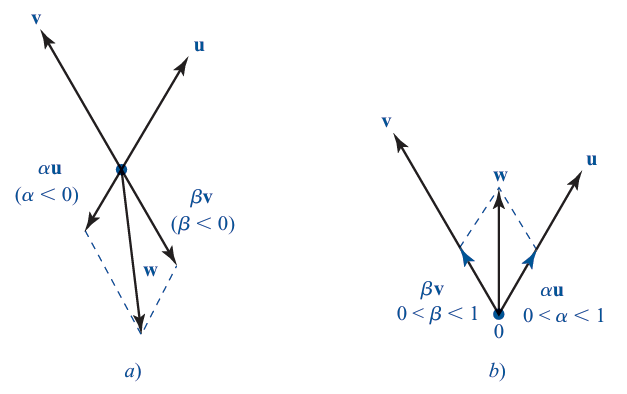 v
u
αu
(α < 0)
βv
(β < 0)
w
a)
v
u
w
βv
0 < β < 1
αu
0 < α < 1
0
b)